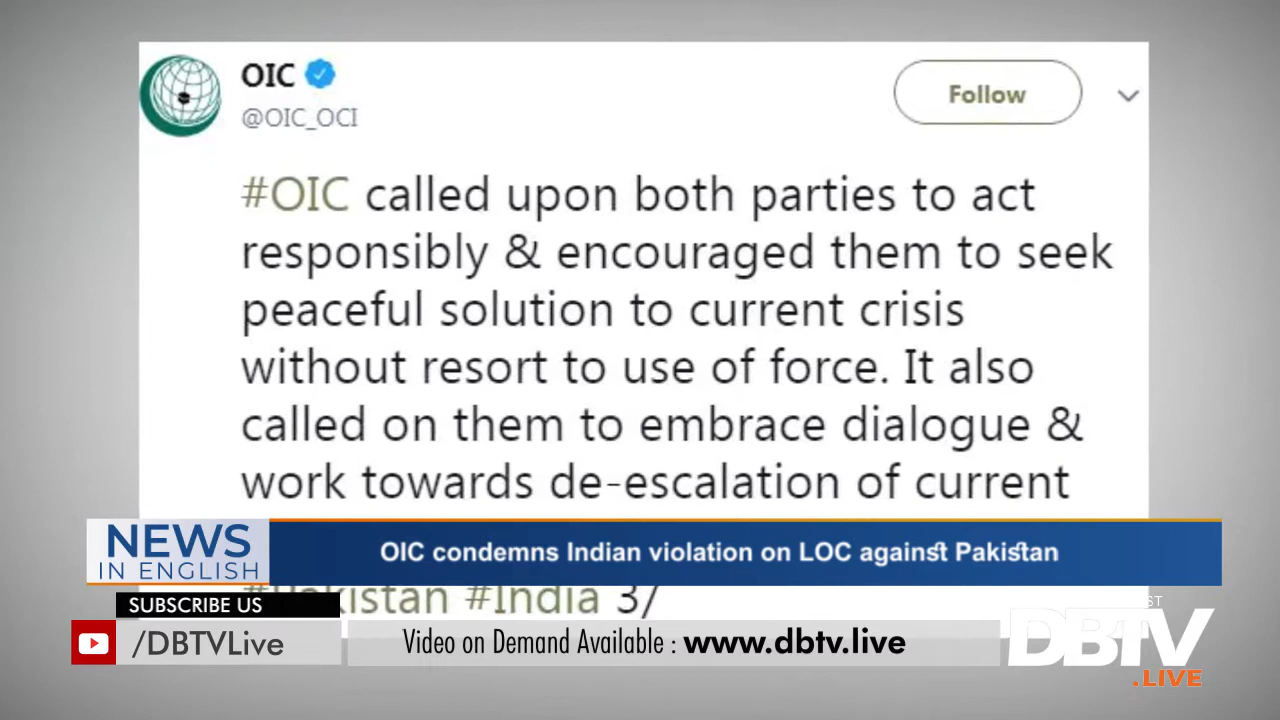 OIC
@OIC_OCI
Follow
#OIC called upon both parties to act
responsibly & encouraged them to seek
peaceful solution to current crisis
without resort to use of force. It also
called on them to embrace dialogue &
work towards de-escalation of current
NEWS
IN ENGLISH
OIC condemns Indian violation on LOC against Pakistan
#Pakistan #India 3/
SUBSCRIBE US
/DBTVLive
Video on Demand Available : www.dbtv.live
ST
DBTV
.LIVE